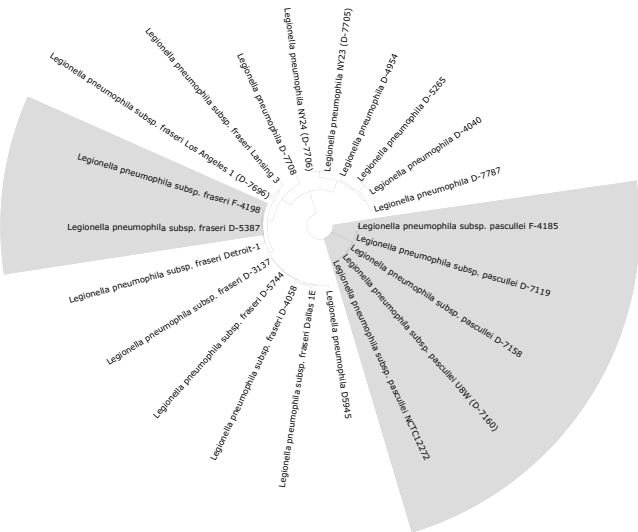 Legionella pneumophila NY24 (D-7706)
Legionella pneumophila NY23 (D-7705)
Legionella pneumophila D-4954
Legionella pneumophila D-5265
Legionella pneumophila D-4040
Legionella pneumophila D-7787
Legionella pneumophila subsp. pascullei F-4185
Legionella pneumophila subsp. pascullei D-7119
Legionella pneumophila subsp. pascullei D-7158
Legionella pneumophila subsp. pascullei U8W (D-7160)
Legionella pneumophila subsp. pascullei NCTC12272
Legionella pneumophila D5945
Legionella pneumophila subsp. fraseri Dallas 1E
Legionella pneumophila subsp. fraseri D-4058
Legionella pneumophila subsp. fraseri D-5744
Legionella pneumophila subsp. fraseri D-3137
Legionella pneumophila subsp. fraseri Detroit-1
Legionella pneumophila subsp. fraseri D-5387
Legionella pneumophila subsp. fraseri F-4198
Legionella pneumophila subsp. fraseri Los Angeles 1 (D-7696)
Legionella pneumophila subsp. fraseri Lansing 3
Legionella pneumophila D-7708